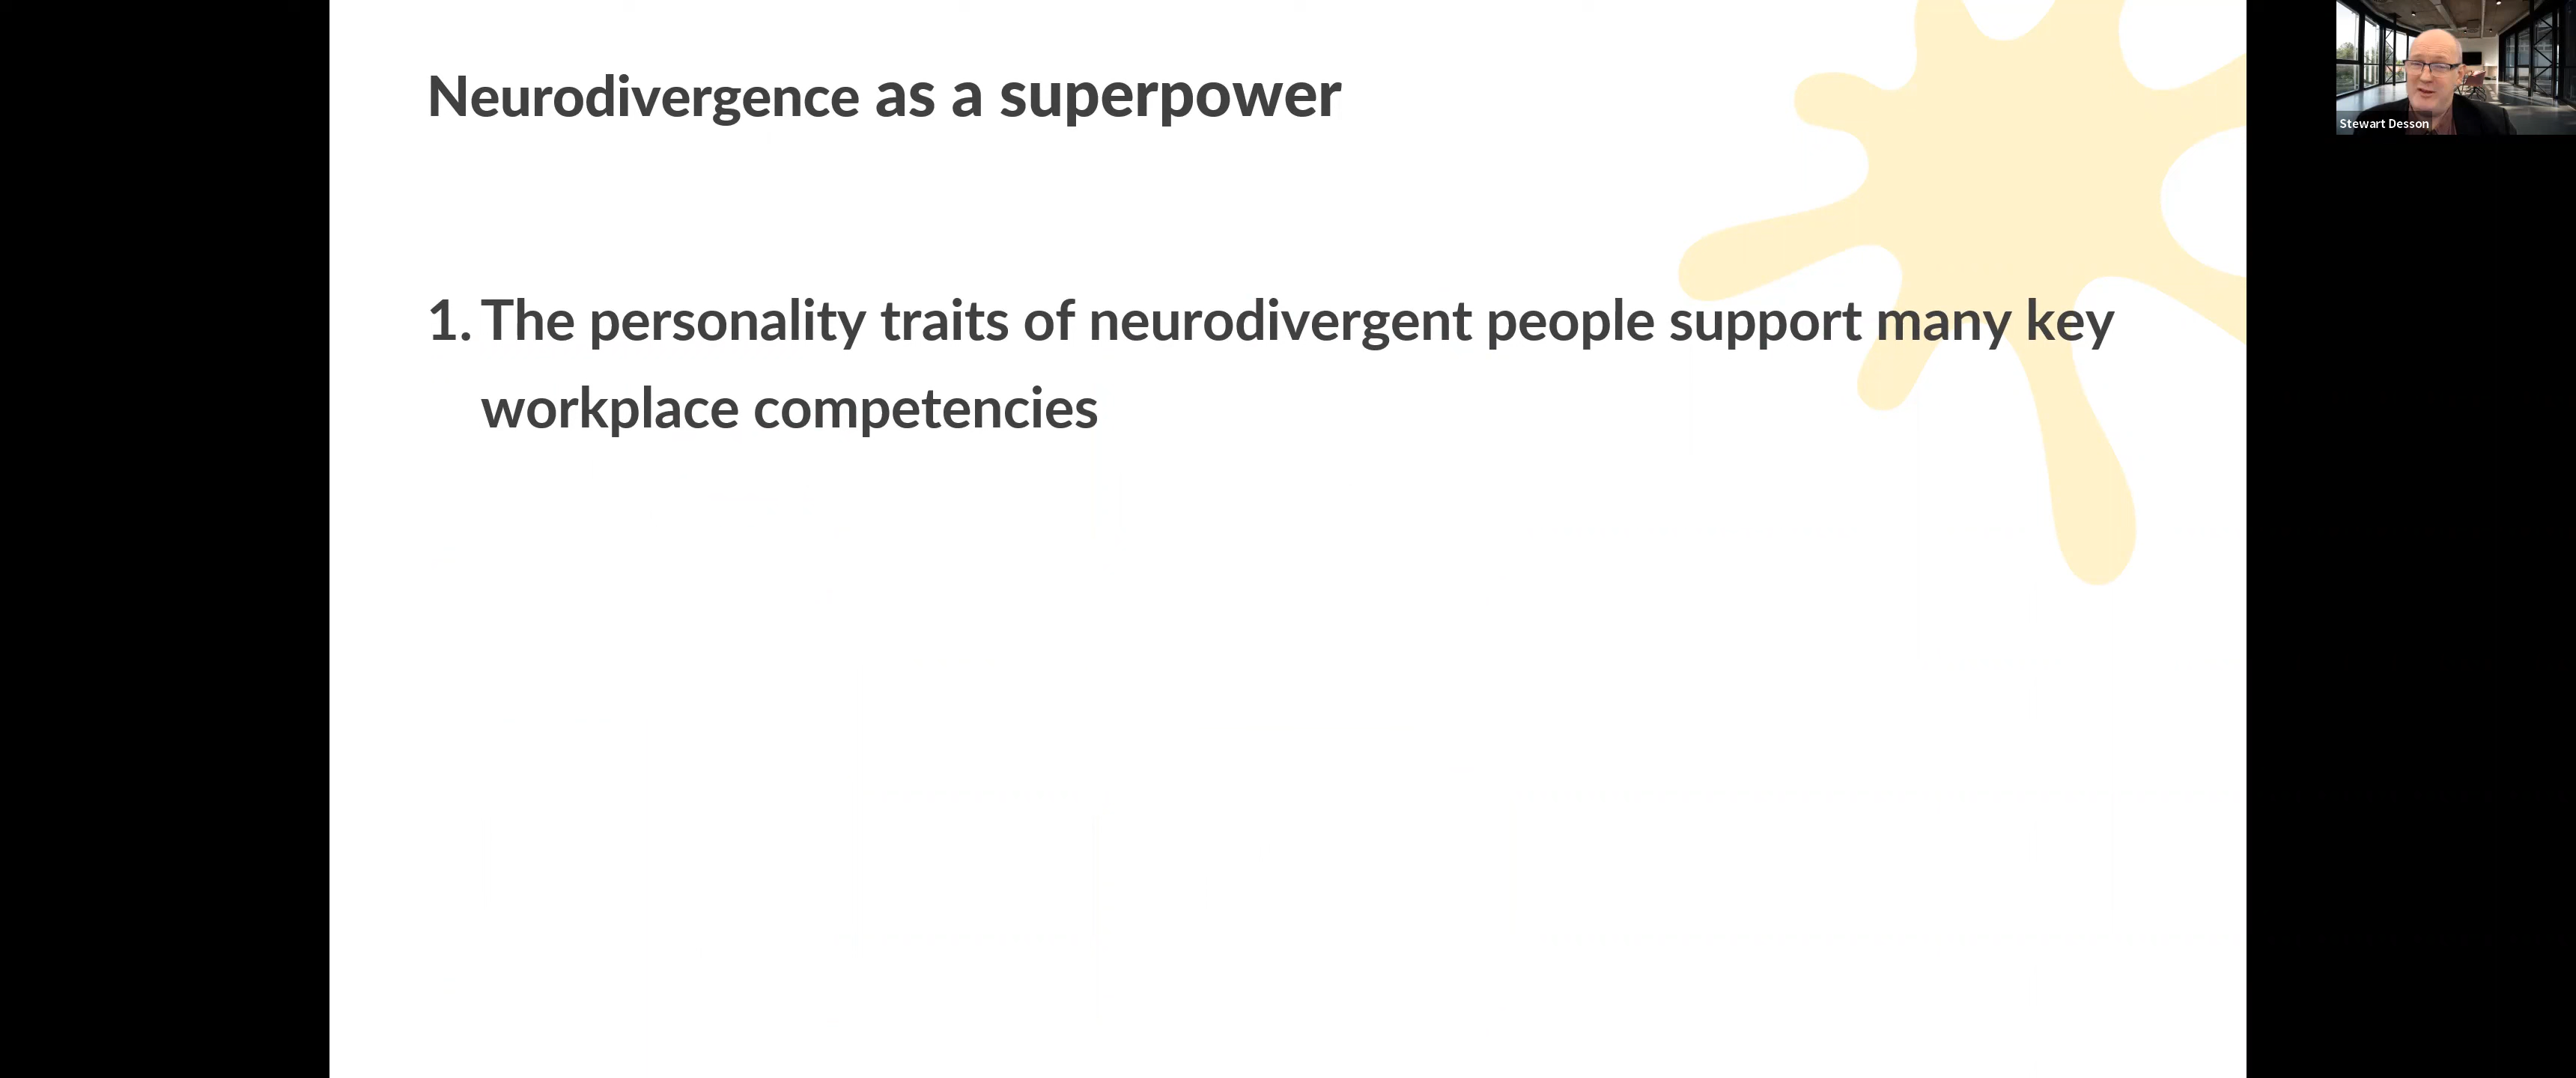 Neurodivergence as a superpower
1. The personality traits of neurodivergent people support many key
workplace competencies
Stewart Desson